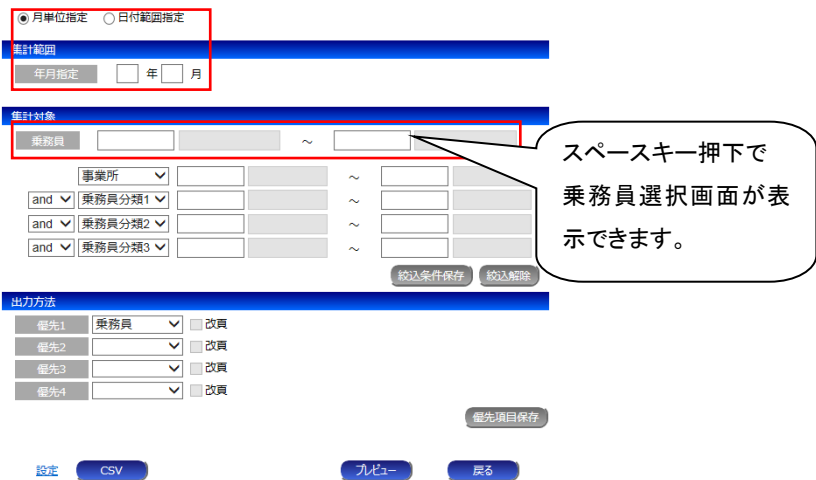 月単位指定 日付範囲指定
集計範囲
年月指定 年 月
集計対象
乗務員 ～
事業所 ～
and 乗務員分類1 ～
and 乗務員分類2 ～
and 乗務員分類3 ～
絞込条件保存 絞込解除
スペースキー押下で
乗務員選択画面が表
示できます。
出力方法
優先1 乗務員 改頁
優先2 改頁
優先3 改頁
優先4 改頁
優先項目保存
設定 CSV プレビュー 戻る